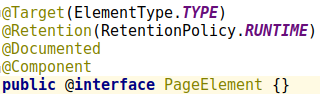 @Target(ElementType.TYPE)
@Retention(RetentionPolicy.RUNTIME)
@Documented
@Component
public @interface PageElement {}